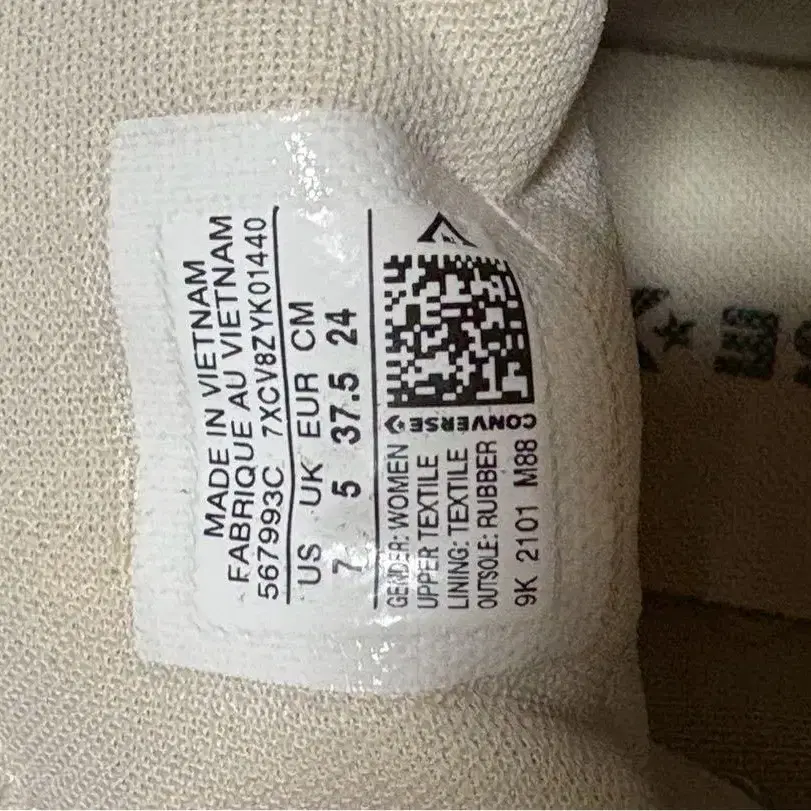 MADE IN VIETNAM
FABRIQUE AU VIETNAM
567993C 7XCV8ZYK01440
US UK EUR CM
7 5 37.5 24
GENDER: WOMEN
UPPER TEXTILE
LINING: TEXTILE
OUTSOLE: RUBBER
9K 2101 M88
CONVERSE